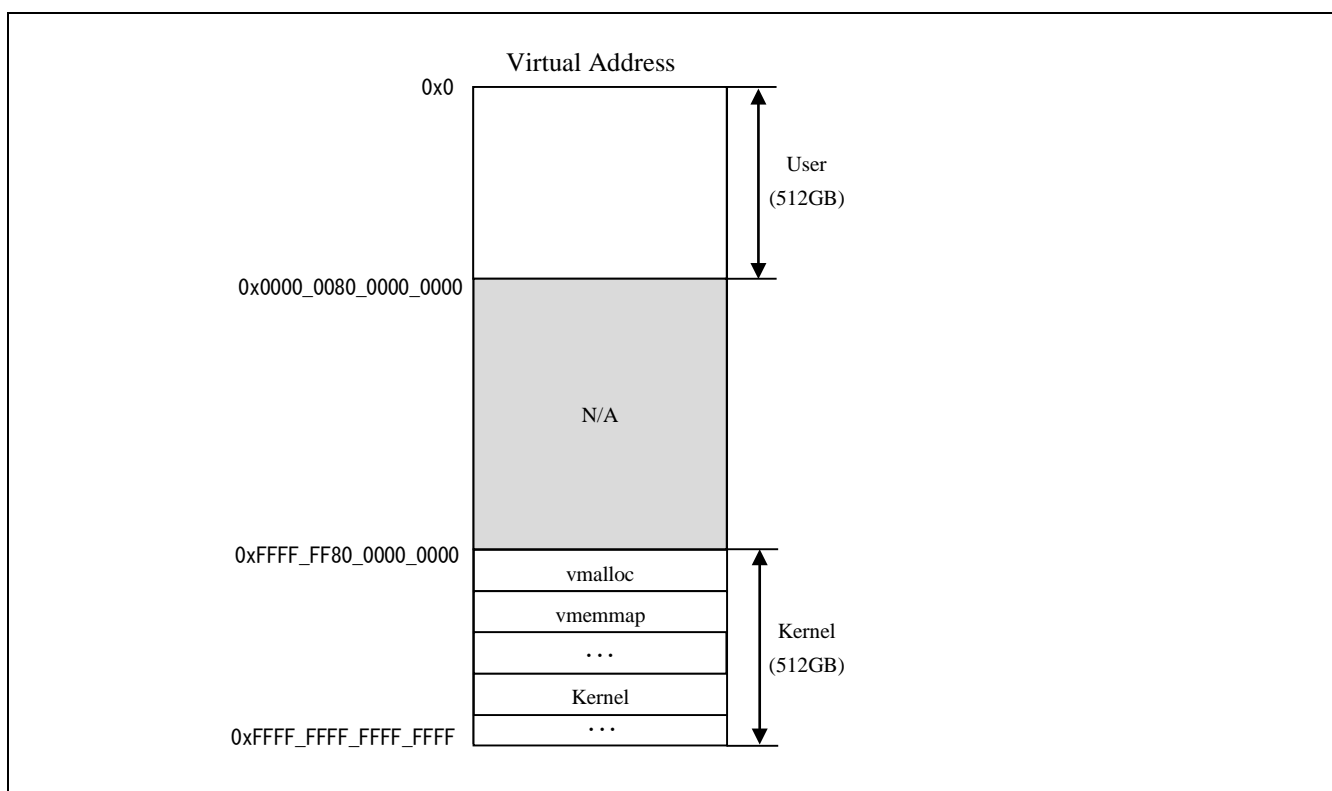 Virtual Address
0x0
User
(512GB)
0x0000_0080_0000_0000
N/A
0xFFFF_FF80_0000_0000
vmalloc
vmemmap
Kernel
(512GB)
...
Kernel
...
0xFFFF_FFFF_FFFF_FFFF